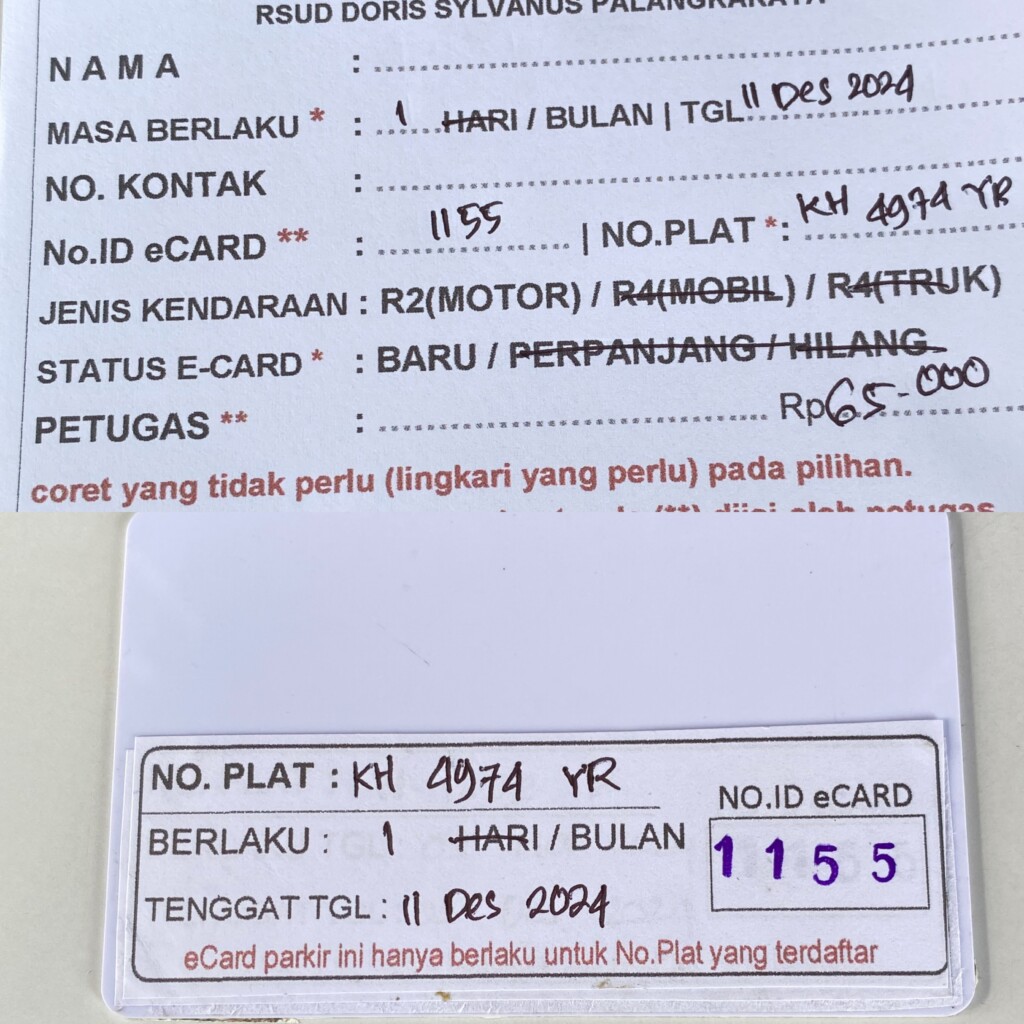 RSUD DORIS SYLVANUS PALANGKARAYA
NAMA :
MASA BERLAKU * : 1 HARI / BULAN | TGL 11 Des 2024
NO. KONTAK :
No.ID eCARD ** : 1155 | NO.PLAT *: KH 4974 YR
JENIS KENDARAAN : R2(MOTOR) / R4(MOBIL) / R4(TRUK)
STATUS E-CARD * : BARU / PERPANJANG / HILANG
PETUGAS ** : Rp65.000
coret yang tidak perlu (lingkari yang perlu) pada pilihan.
(**) diisi oleh petugas
NO. PLAT : KH 4974 YR
NO.ID eCARD
BERLAKU : 1 HARI / BULAN
1155
TENGGAT TGL : 11 Des 2024
eCard parkir ini hanya berlaku untuk No.Plat yang terdaftar